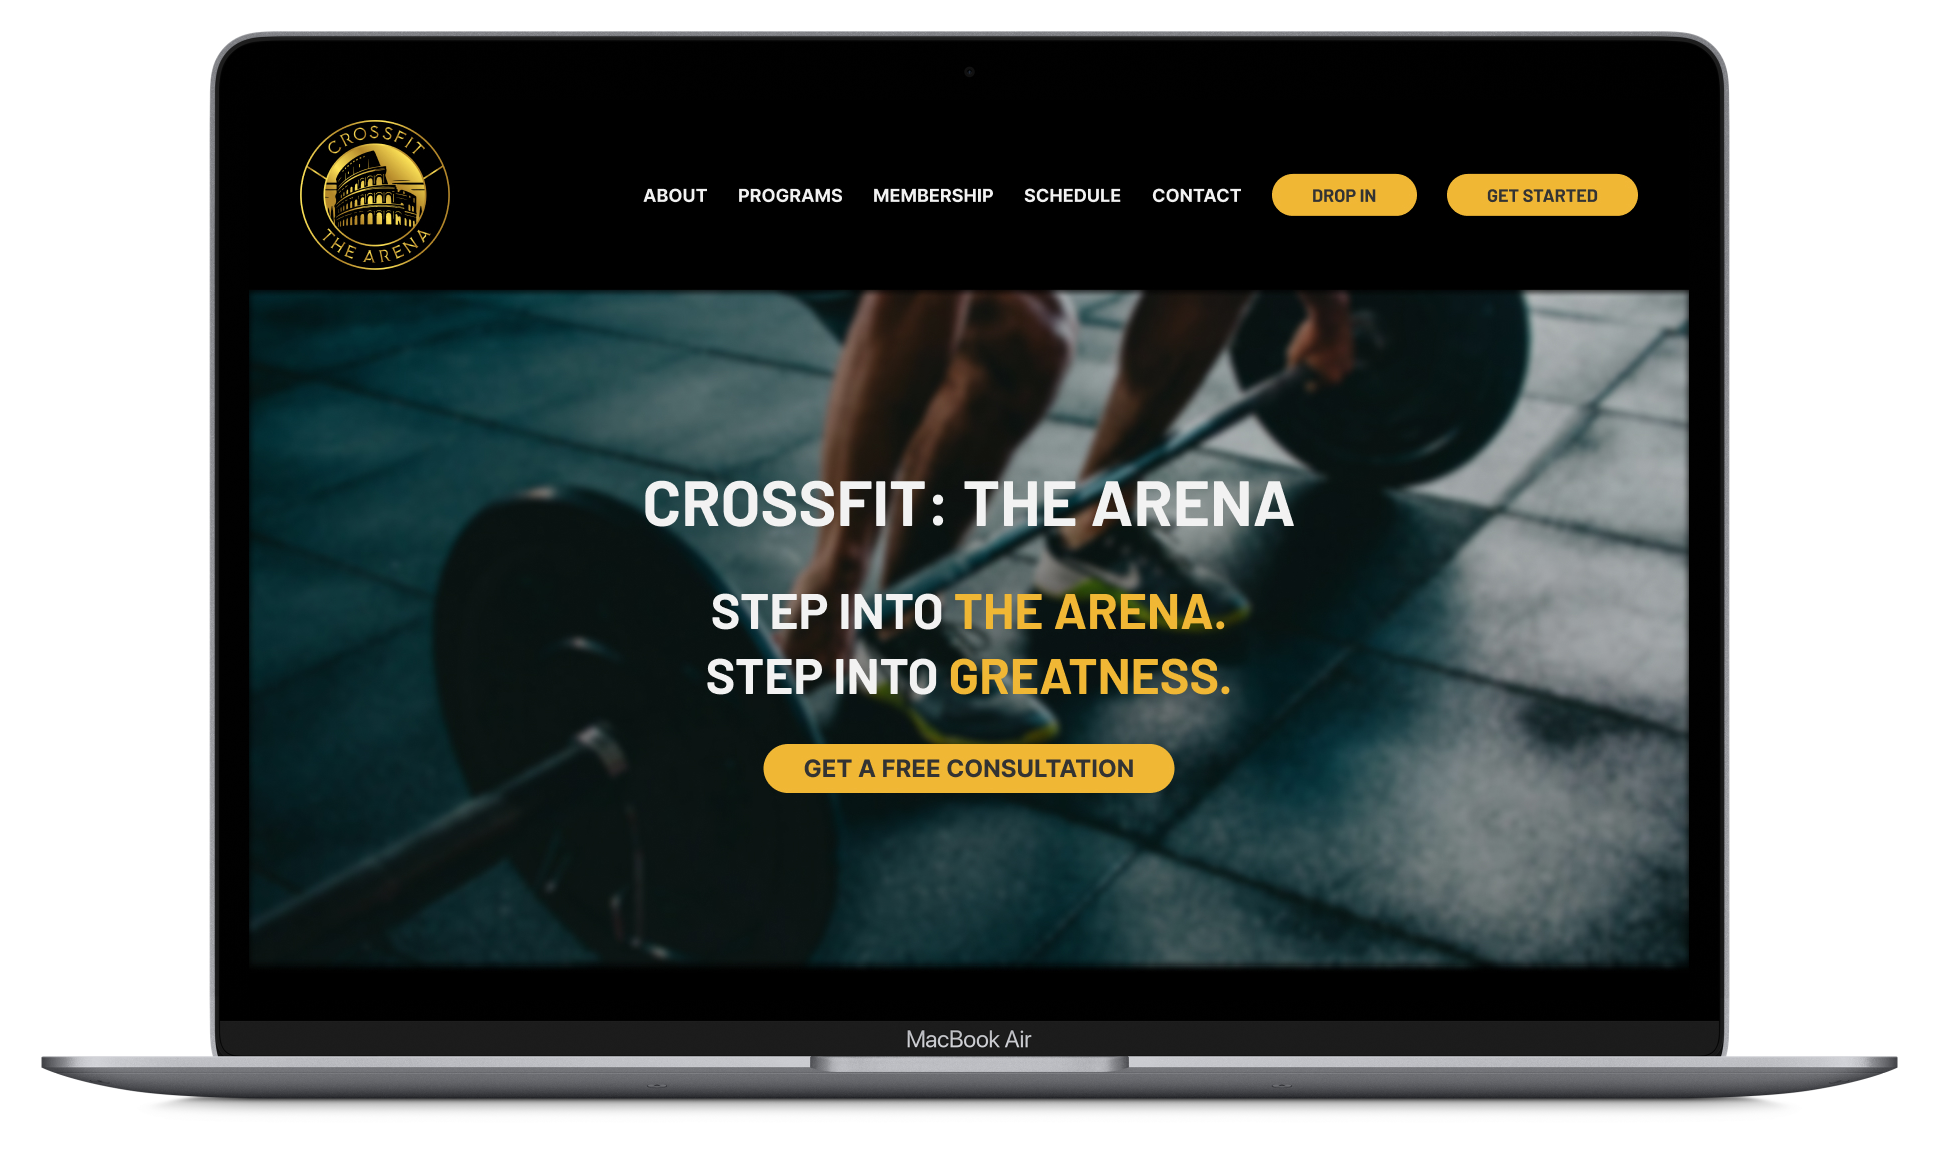 CROSSFIT
THE ARENA
ABOUT PROGRAMS MEMBERSHIP SCHEDULE CONTACT DROP IN GET STARTED
CROSSFIT: THE ARENA
STEP INTO THE ARENA.
STEP INTO GREATNESS.
GET A FREE CONSULTATION
MacBook Air